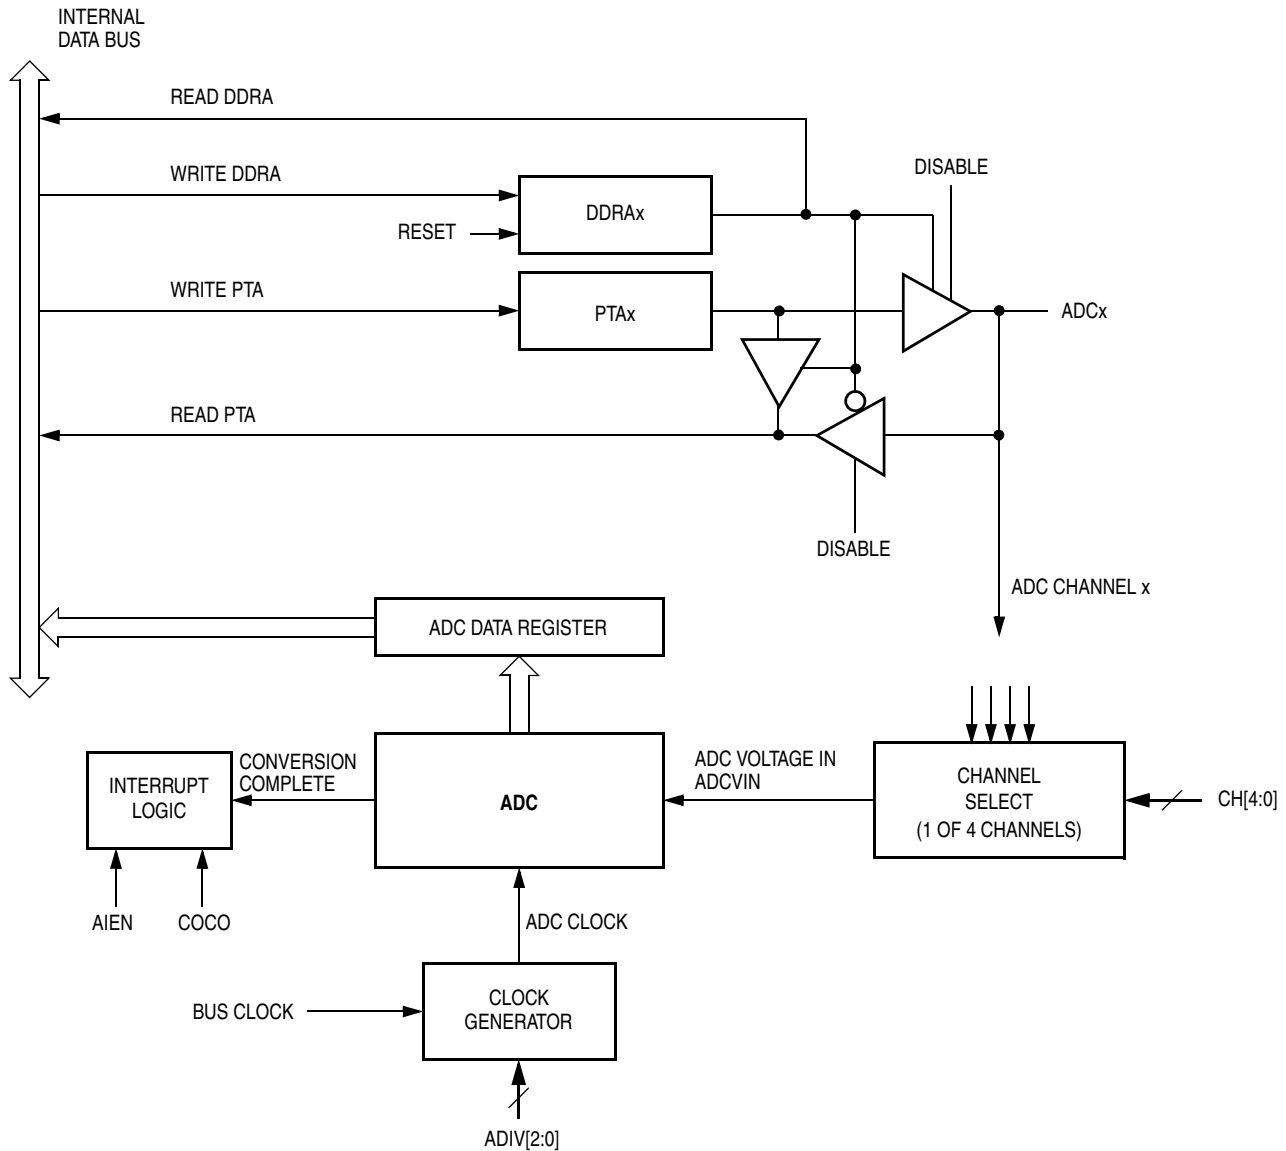 INTERNAL
DATA BUS
READ DDRA
WRITE DDRA
DISABLE
DDRAx
RESET
WRITE PTA
PTAx
ADCx
READ PTA
DISABLE
ADC CHANNEL x
ADC DATA REGISTER
INTERRUPT
LOGIC
CONVERSION
COMPLETE
ADC
ADC VOLTAGE IN
ADCVIN
CHANNEL
SELECT
(1 OF 4 CHANNELS)
CH[4:0]
AIEN
COCO
ADC CLOCK
BUS CLOCK
CLOCK
GENERATOR
ADIV[2:0]